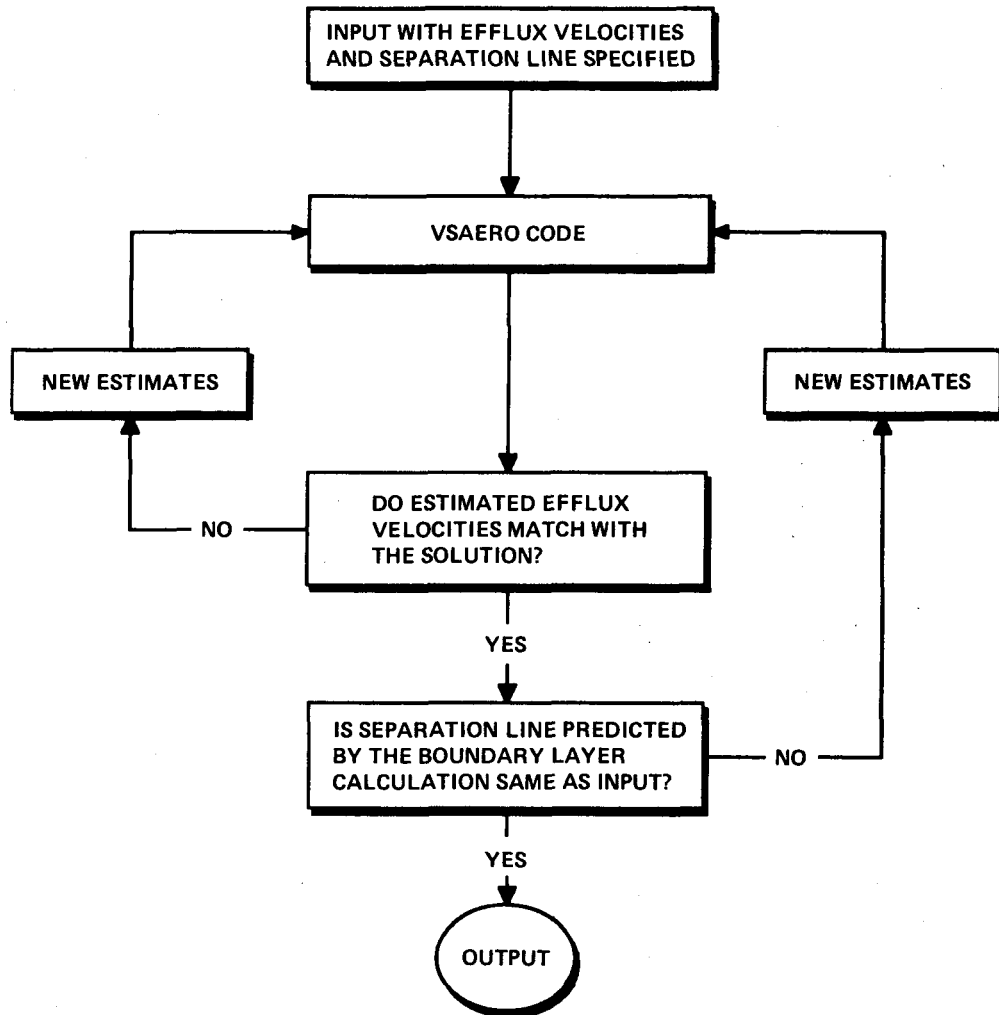 INPUT WITH EFFLUX VELOCITIES
AND SEPARATION LINE SPECIFIED
VSAERO CODE
NEW ESTIMATES
NEW ESTIMATES
DO ESTIMATED EFFLUX
VELOCITIES MATCH WITH
THE SOLUTION?
NO
YES
IS SEPARATION LINE PREDICTED
BY THE BOUNDARY LAYER
CALCULATION SAME AS INPUT?
NO
YES
OUTPUT